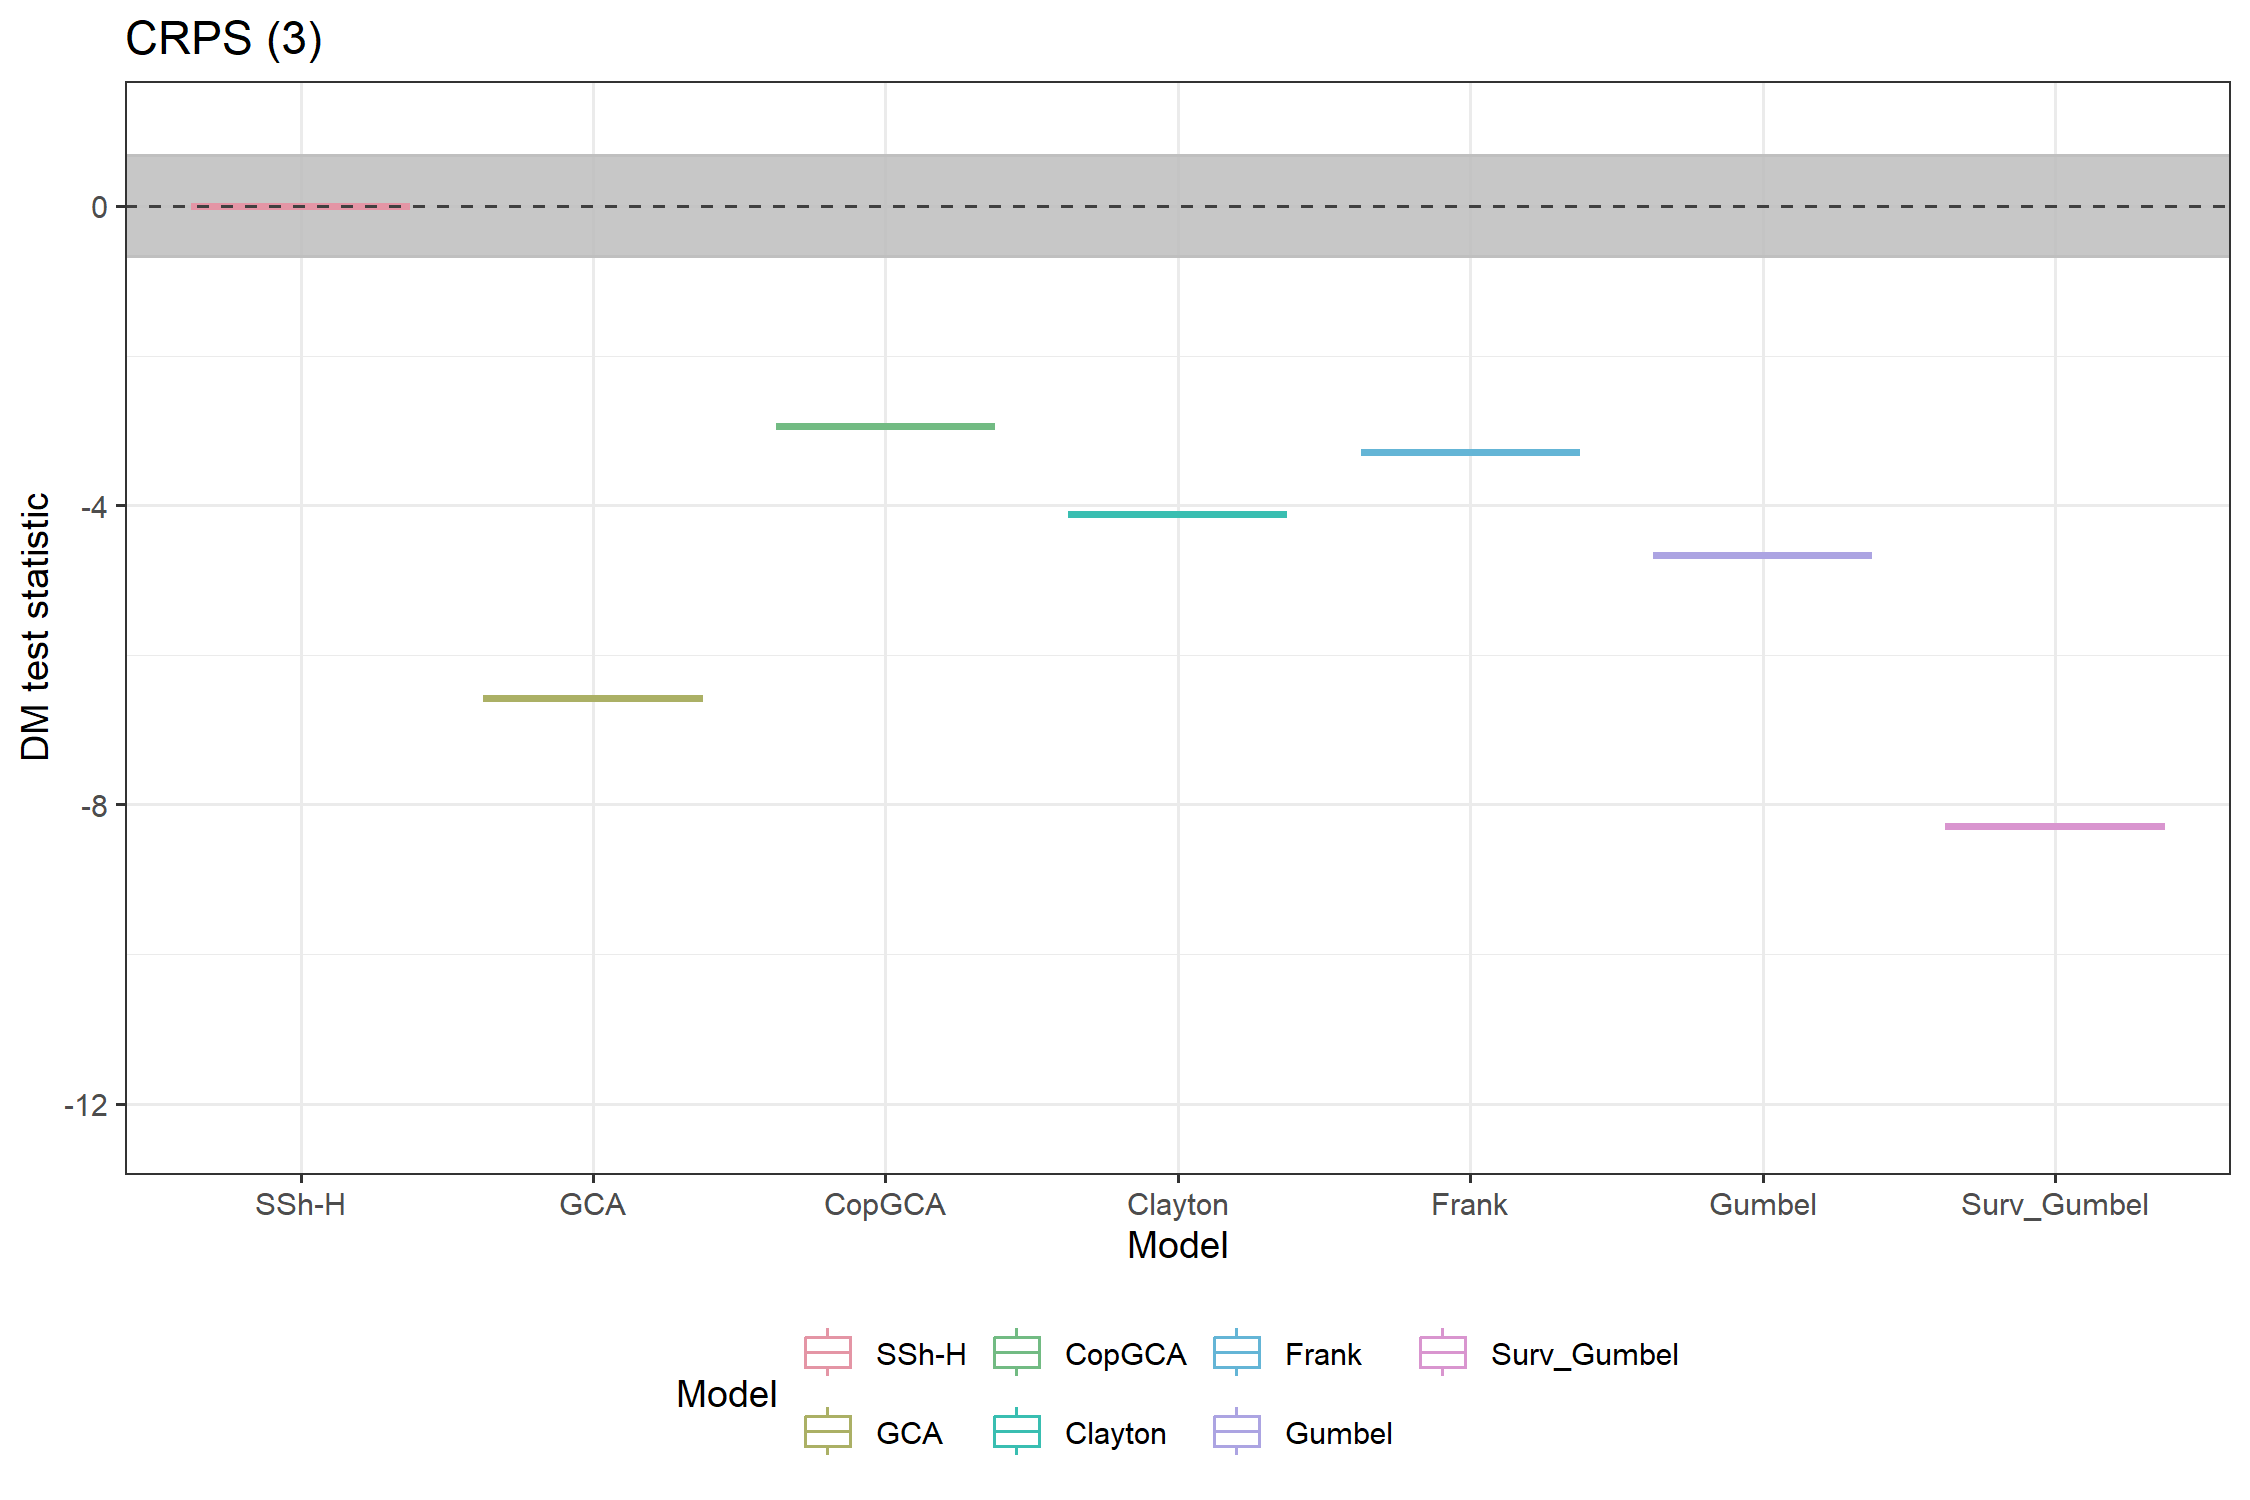 CRPS (3)
0
-4
-8
-12
DM test statistic
SSh-H GCA CopGCA Clayton Frank Gumbel Surv_Gumbel
Model
Model
SSh-H CopGCA Frank Surv_Gumbel
GCA Clayton Gumbel